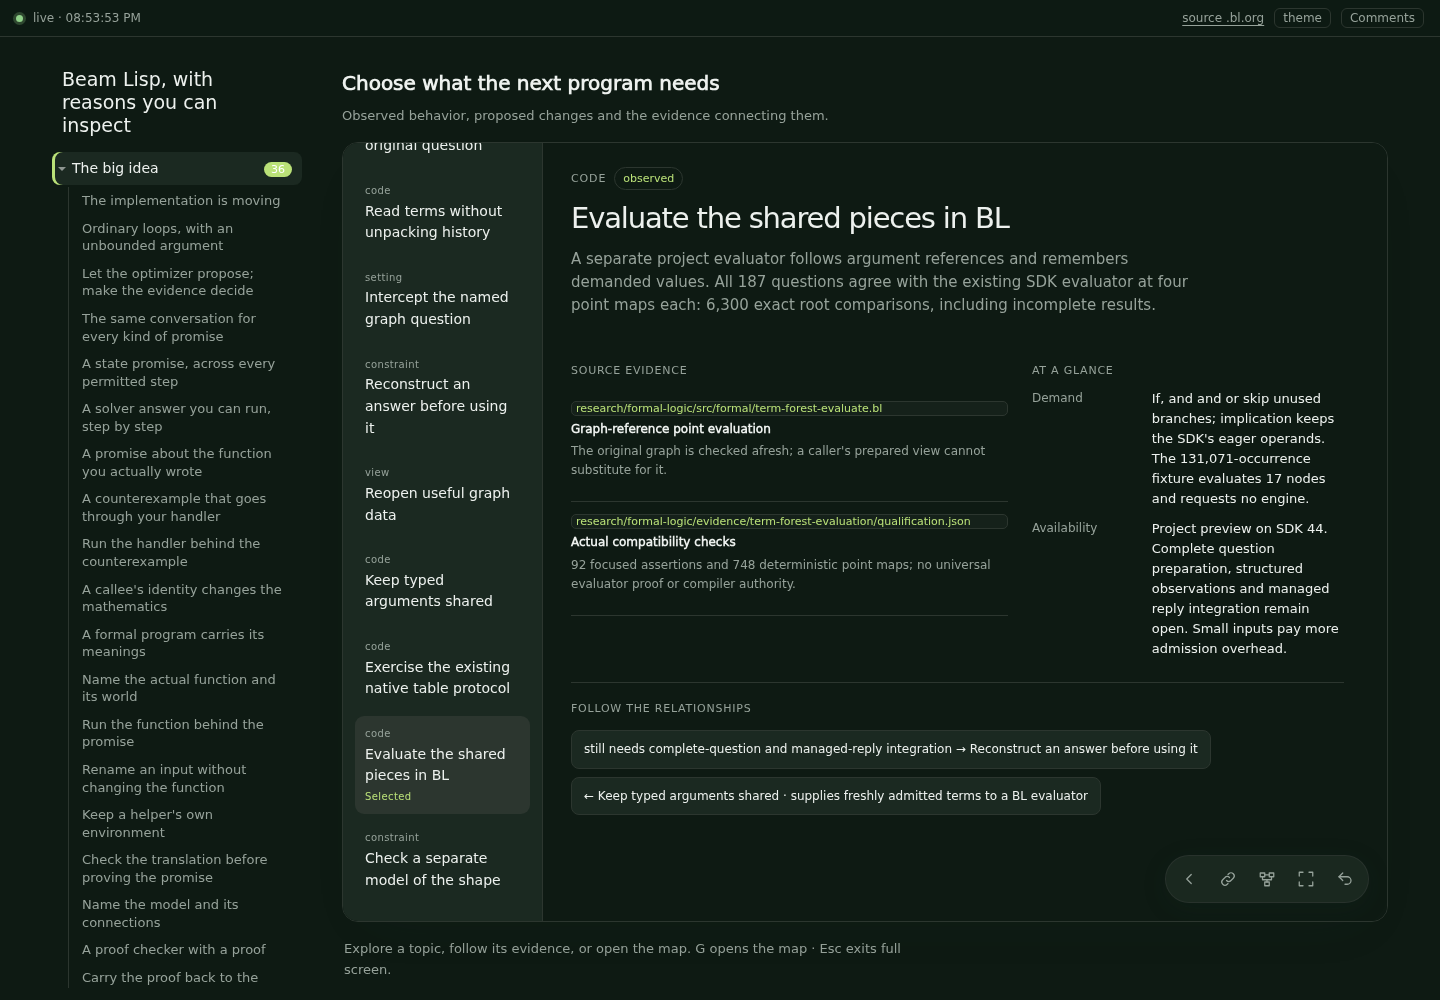 live · 08:53:53 PM
source .bl.org
theme
Comments
Beam Lisp, with
reasons you can
inspect
The big idea
36
The implementation is moving
Ordinary loops, with an
unbounded argument
Let the optimizer propose;
make the evidence decide
The same conversation for
every kind of promise
A state promise, across every
permitted step
A solver answer you can run,
step by step
A promise about the function
you actually wrote
A counterexample that goes
through your handler
Run the handler behind the
counterexample
A callee's identity changes the
mathematics
A formal program carries its
meanings
Name the actual function and
its world
Run the function behind the
promise
Rename an input without
changing the function
Keep a helper's own
environment
Check the translation before
proving the promise
Name the model and its
connections
A proof checker with a proof
Carry the proof back to the
Choose what the next program needs
Observed behavior, proposed changes and the evidence connecting them.
original question
code
Read terms without
unpacking history
setting
Intercept the named
graph question
constraint
Reconstruct an
answer before using
it
view
Reopen useful graph
data
code
Keep typed
arguments shared
code
Exercise the existing
native table protocol
code
Evaluate the shared
pieces in BL
Selected
constraint
Check a separate
model of the shape
CODE
observed
Evaluate the shared pieces in BL
A separate project evaluator follows argument references and remembers
demanded values. All 187 questions agree with the existing SDK evaluator at four
point maps each: 6,300 exact root comparisons, including incomplete results.
SOURCE EVIDENCE
research/formal-logic/src/formal/term-forest-evaluate.bl
Graph-reference point evaluation
The original graph is checked afresh; a caller's prepared view cannot
substitute for it.
research/formal-logic/evidence/term-forest-evaluation/qualification.json
Actual compatibility checks
92 focused assertions and 748 deterministic point maps; no universal
evaluator proof or compiler authority.
AT A GLANCE
Demand
If, and and or skip unused
branches; implication keeps
the SDK's eager operands.
The 131,071-occurrence
fixture evaluates 17 nodes
and requests no engine.
Availability
Project preview on SDK 44.
Complete question
preparation, structured
observations and managed
reply integration remain
open. Small inputs pay more
admission overhead.
FOLLOW THE RELATIONSHIPS
still needs complete-question and managed-reply integration → Reconstruct an answer before using it
← Keep typed arguments shared · supplies freshly admitted terms to a BL evaluator
Explore a topic, follow its evidence, or open the map. G opens the map · Esc exits full
screen.